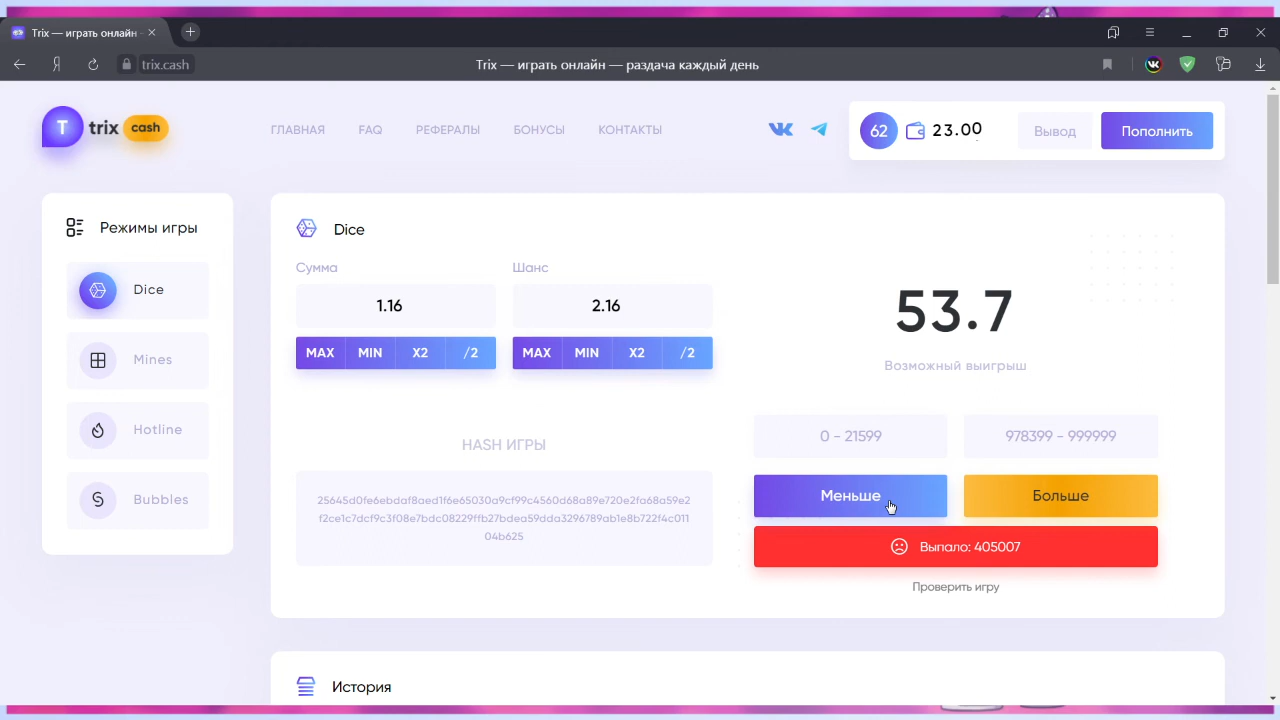 Trix — играть онлайн
trix.cash
Trix — играть онлайн — раздача каждый день
T trix cash
ГЛАВНАЯ
FAQ
РЕФЕРАЛЫ
БОНУСЫ
КОНТАКТЫ
62
23.00
Вывод
Пополнить
Режимы игры
Dice
Mines
Hotline
Bubbles
Dice
Сумма
Шанс
1.16
2.16
MAX MIN X2 /2
MAX MIN X2 /2
53.7
Возможный выигрыш
HASH ИГРЫ
25645d0fe6ebdaf8aed1f6e65030a9cf99c4560d68a89e720e2fa68a59e2
f2ce1c7dcf9c3f08e7bdc08229ffb27bdea59dda3296789ab1e8b722f4c011
04b625
0 - 21599
978399 - 999999
Меньше
Больше
Выпало: 405007
Проверить игру
История